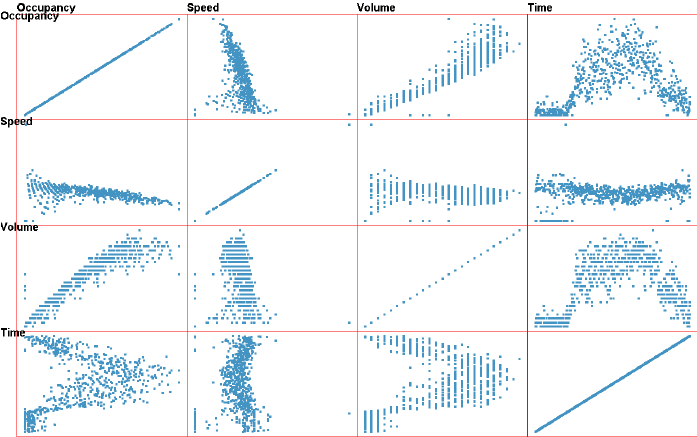 Occupancy Speed Volume Time
Occupancy
Speed
Volume
Time